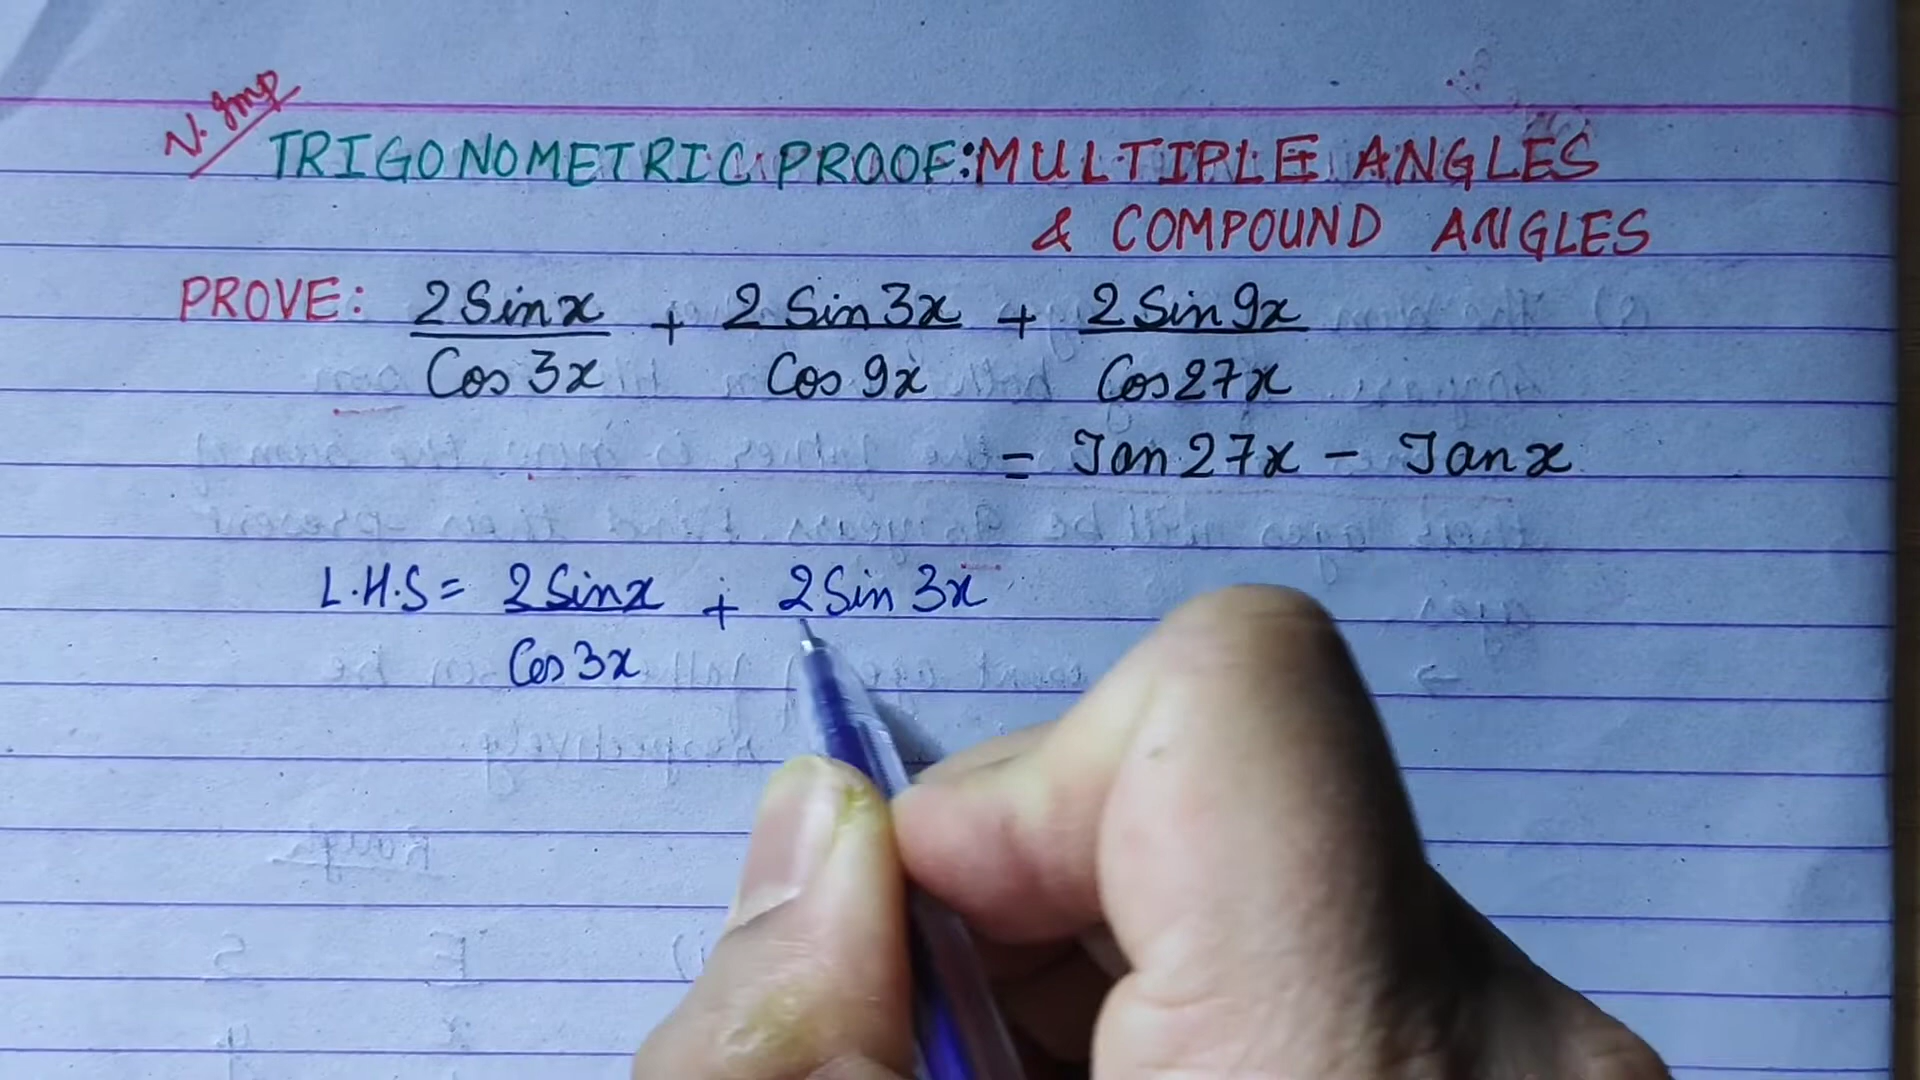 V. Imp
TRIGONOMETRIC PROOF: MULTIPLE ANGLES
& COMPOUND ANGLES
PROVE: 2 Sin x / Cos 3x + 2 Sin 3x / Cos 9x + 2 Sin 9x / Cos 27x
= Tan 27x - Tan x
L.H.S = 2 Sin x / Cos 3x + 2 Sin 3x